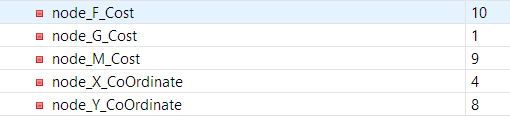 node_F_Cost 10
node_G_Cost 1
node_M_Cost 9
node_X_CoOrdinate 4
node_Y_CoOrdinate 8